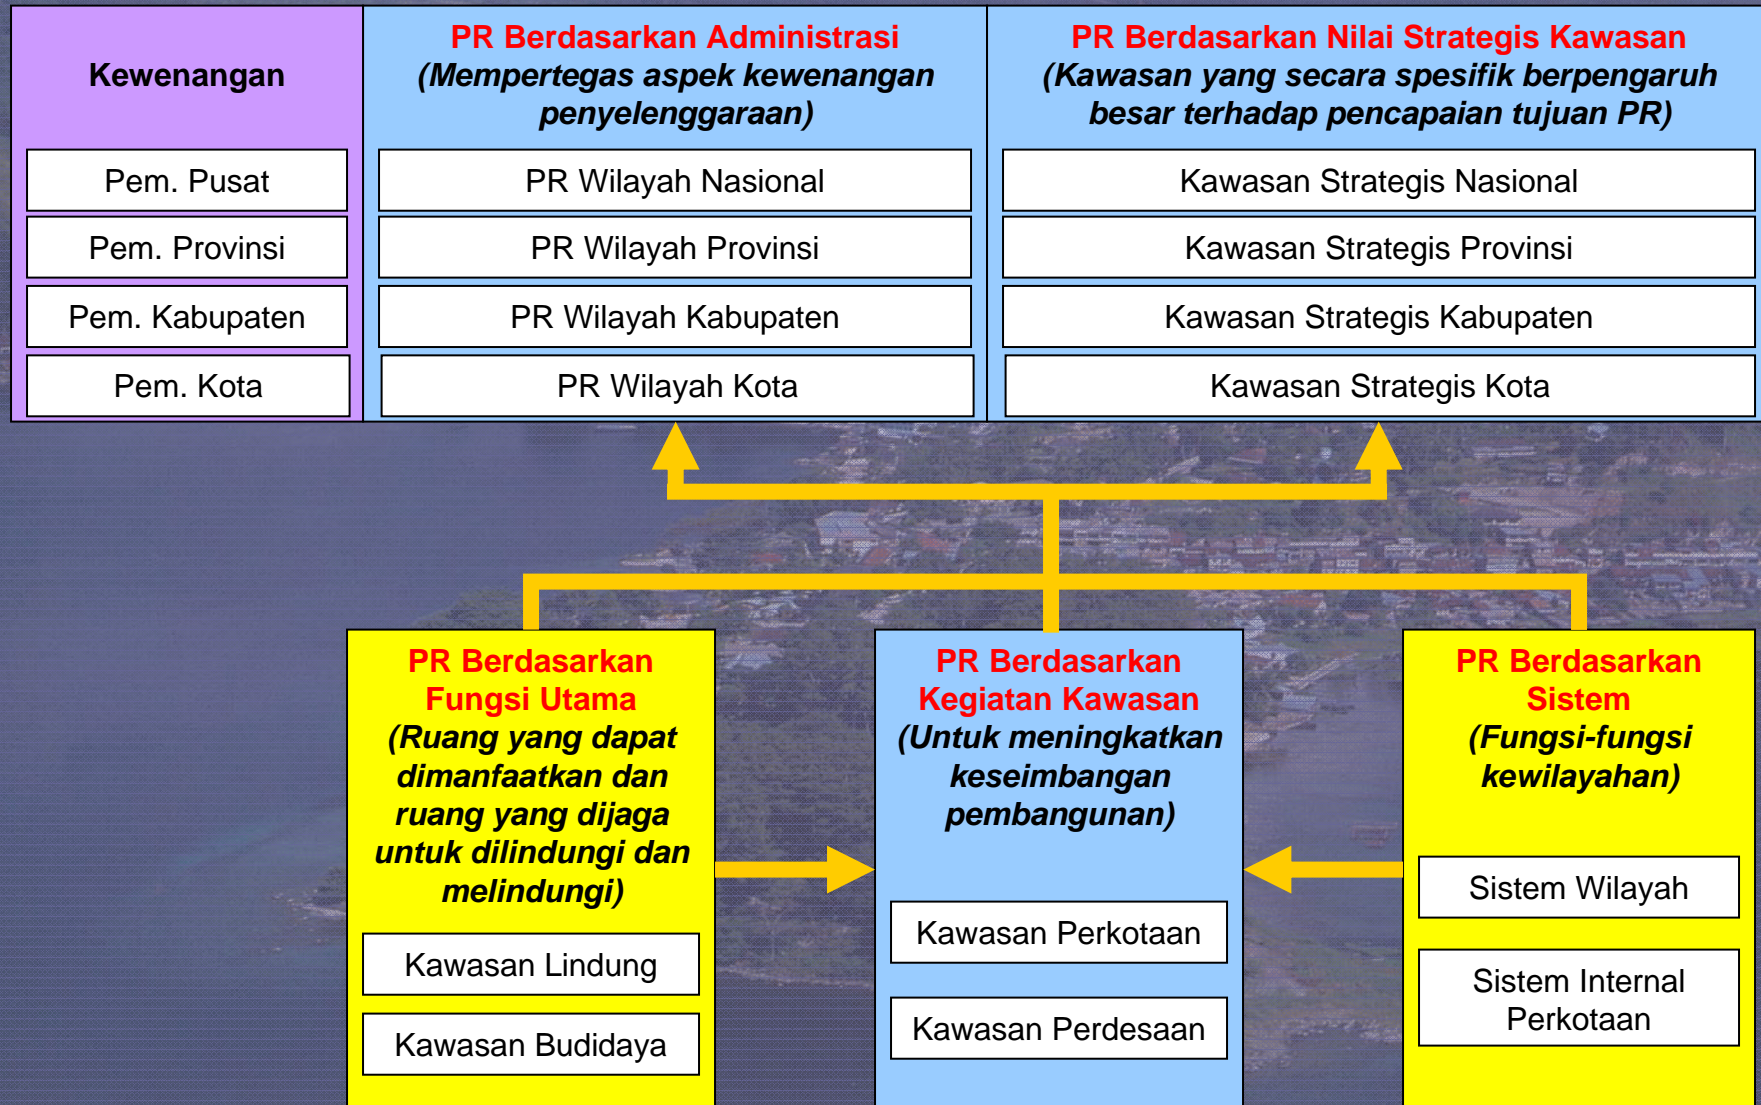 Kewenangan
PR Berdasarkan Administrasi
(Mempertegas aspek kewenangan
penyelenggaraan)
PR Berdasarkan Nilai Strategis Kawasan
(Kawasan yang secara spesifik berpengaruh
besar terhadap pencapaian tujuan PR)
Pem. Pusat
PR Wilayah Nasional
Kawasan Strategis Nasional
Pem. Provinsi
PR Wilayah Provinsi
Kawasan Strategis Provinsi
Pem. Kabupaten
PR Wilayah Kabupaten
Kawasan Strategis Kabupaten
Pem. Kota
PR Wilayah Kota
Kawasan Strategis Kota
PR Berdasarkan
Fungsi Utama
(Ruang yang dapat
dimanfaatkan dan
ruang yang dijaga
untuk dilindungi dan
melindungi)
Kawasan Lindung
Kawasan Budidaya
PR Berdasarkan
Kegiatan Kawasan
(Untuk meningkatkan
keseimbangan
pembangunan)
Kawasan Perkotaan
Kawasan Perdesaan
PR Berdasarkan
Sistem
(Fungsi-fungsi
kewilayahan)
Sistem Wilayah
Sistem Internal
Perkotaan